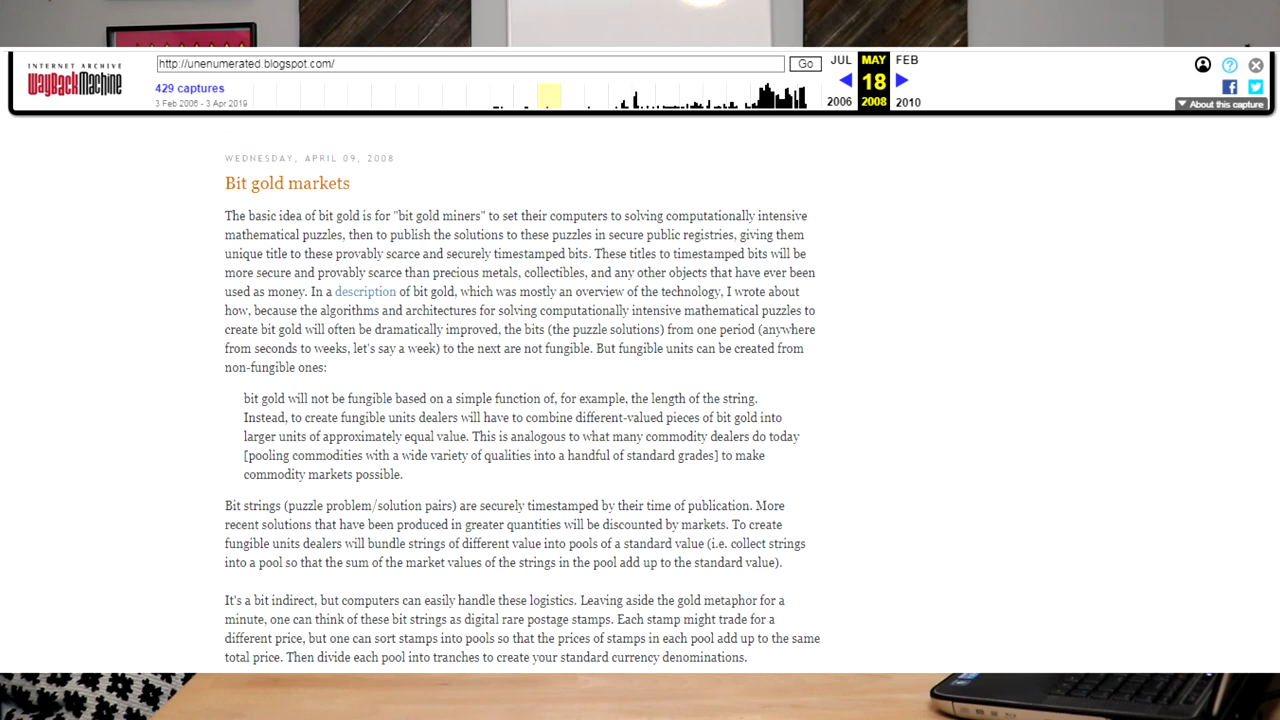 INTERNET ARCHIVE
WayBackMachine
http://unenumerated.blogspot.com/
Go
JUL
MAY
FEB
429 captures
18
3 Feb 2006 - 3 Apr 2019
2006
2008
2010
About this capture
WEDNESDAY, APRIL 09, 2008
Bit gold markets
The basic idea of bit gold is for "bit gold miners" to set their computers to solving computationally intensive
mathematical puzzles, then to publish the solutions to these puzzles in secure public registries, giving them
unique title to these provably scarce and securely timestamped bits. These titles to timestamped bits will be
more secure and provably scarce than precious metals, collectibles, and any other objects that have ever been
used as money. In a description of bit gold, which was mostly an overview of the technology, I wrote about
how, because the algorithms and architectures for solving computationally intensive mathematical puzzles to
create bit gold will often be dramatically improved, the bits (the puzzle solutions) from one period (anywhere
from seconds to weeks, let's say a week) to the next are not fungible. But fungible units can be created from
non-fungible ones:
bit gold will not be fungible based on a simple function of, for example, the length of the string.
Instead, to create fungible units dealers will have to combine different-valued pieces of bit gold into
larger units of approximately equal value. This is analogous to what many commodity dealers do today
[pooling commodities with a wide variety of qualities into a handful of standard grades] to make
commodity markets possible.
Bit strings (puzzle problem/solution pairs) are securely timestamped by their time of publication. More
recent solutions that have been produced in greater quantities will be discounted by markets. To create
fungible units dealers will bundle strings of different value into pools of a standard value (i.e. collect strings
into a pool so that the sum of the market values of the strings in the pool add up to the standard value).
It's a bit indirect, but computers can easily handle these logistics. Leaving aside the gold metaphor for a
minute, one can think of these bit strings as digital rare postage stamps. Each stamp might trade for a
different price, but one can sort stamps into pools so that the prices of stamps in each pool add up to the same
total price. Then divide each pool into tranches to create your standard currency denominations.